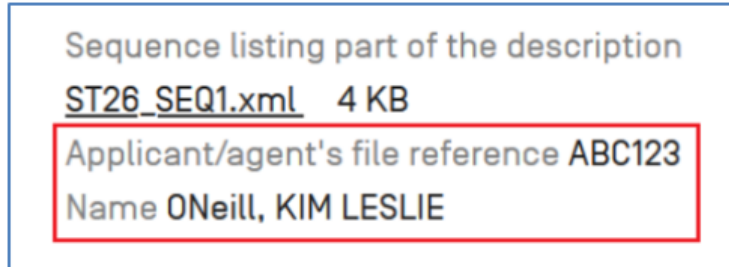 Sequence listing part of the description
ST26_SEQ1.xml 4 KB
Applicant/agent's file reference ABC123
Name ONeill, KIM LESLIE